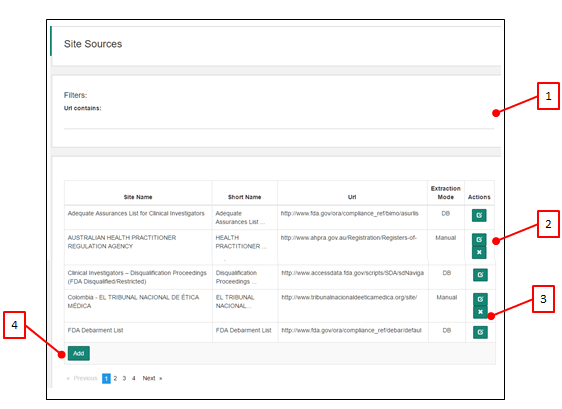 Site Sources
1
Filters:
Url contains:
Site Name Short Name Url Extraction Mode Actions
Adequate Assurances List for Clinical Investigators Adequate Assurances List ... http://www.fda.gov/ora/compliance_ref/bimo/asurlis DB
2
AUSTRALIAN HEALTH PRACTITIONER REGULATION AGENCY HEALTH PRACTITIONER ... http://www.ahpra.gov.au/Registration/Registers-of- Manual
Clinical Investigators – Disqualification Proceedings (FDA Disqualified/Restricted) Disqualification Proceedings ... http://www.accessdata.fda.gov/scripts/SDA/sdNaviga DB
3
Colombia - EL TRIBUNAL NACIONAL DE ÉTICA MÉDICA EL TRIBUNAL NACIONAL... http://www.tribunalnacionaldeeticamedica.org/site/ Manual
4
FDA Debarment List FDA Debarment List http://www.fda.gov/ora/compliance_ref/debar/defaul DB
Add
« Previous 1 2 3 4 Next »